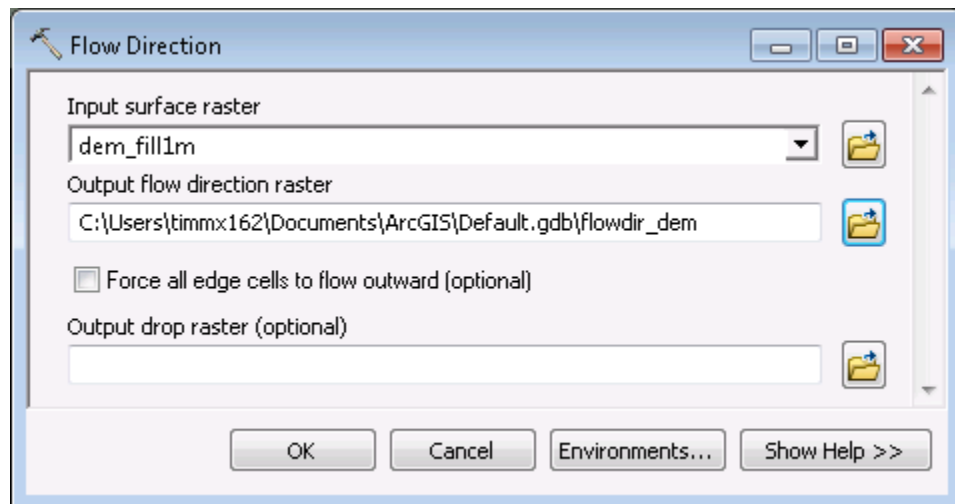 Flow Direction
Input surface raster
dem_fill1m
Output flow direction raster
C:\Users\timmx162\Documents\ArcGIS\Default.gdb\flowdir_dem
Force all edge cells to flow outward (optional)
Output drop raster (optional)
OK Cancel Environments... Show Help >>